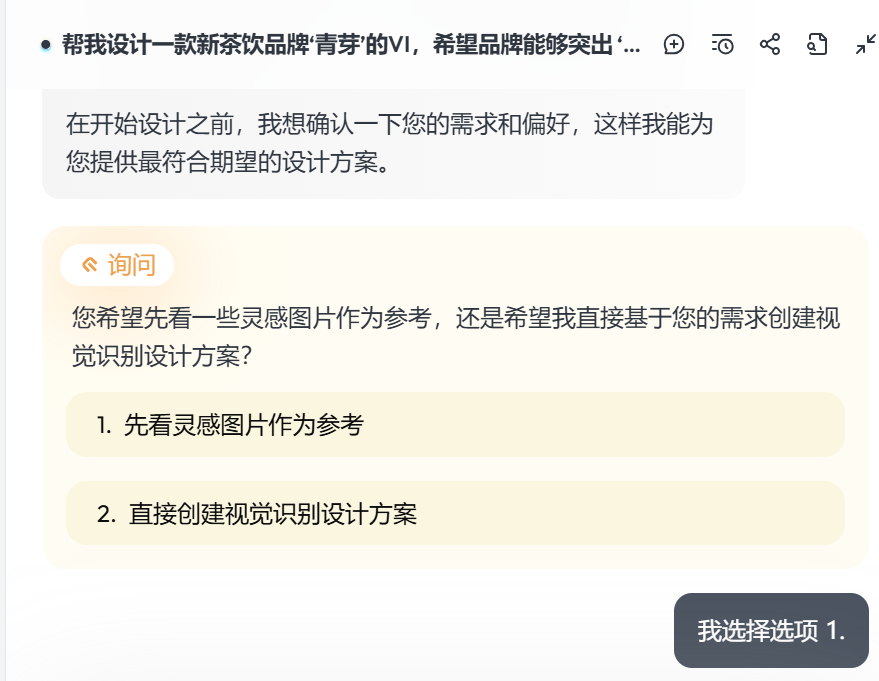 帮我设计一款新茶饮品牌‘青芽’的VI，希望品牌能够突出 ‘...
在开始设计之前，我想确认一下您的需求和偏好，这样我能为
您提供最符合期望的设计方案。
询问
您希望先看一些灵感图片作为参考，还是希望我直接基于您的需求创建视
觉识别设计方案?
1. 先看灵感图片作为参考
2. 直接创建视觉识别设计方案
我选择选项 1.